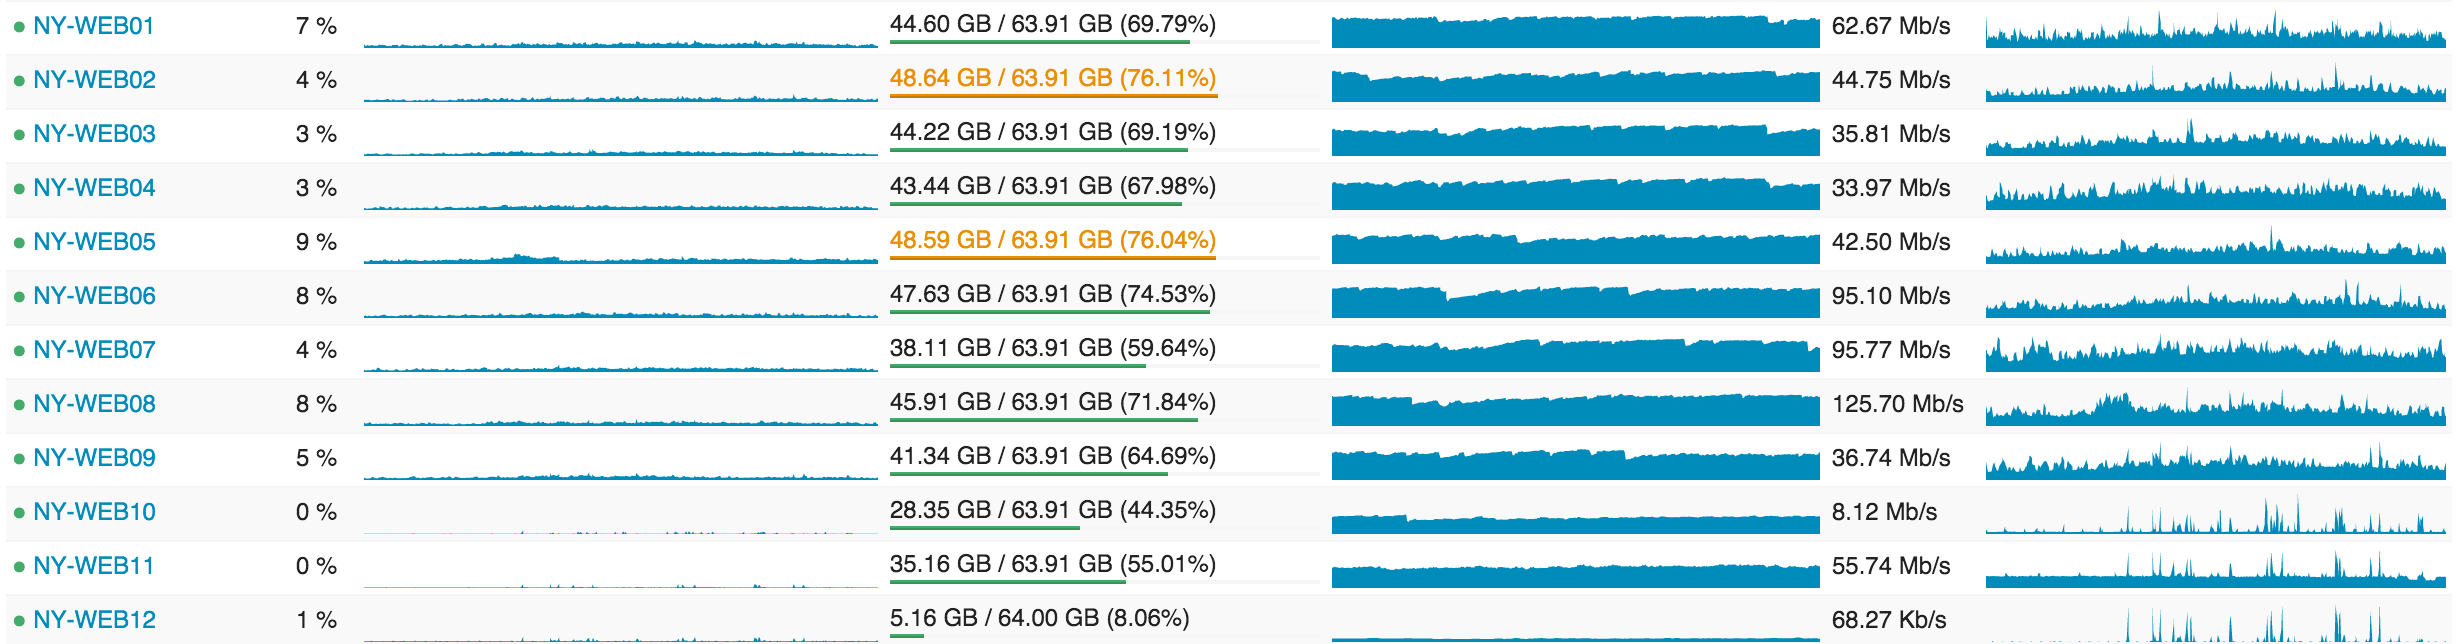 NY-WEB01 7 % 44.60 GB / 63.91 GB (69.79%) 62.67 Mb/s
NY-WEB02 4 % 48.64 GB / 63.91 GB (76.11%) 44.75 Mb/s
NY-WEB03 3 % 44.22 GB / 63.91 GB (69.19%) 35.81 Mb/s
NY-WEB04 3 % 43.44 GB / 63.91 GB (67.98%) 33.97 Mb/s
NY-WEB05 9 % 48.59 GB / 63.91 GB (76.04%) 42.50 Mb/s
NY-WEB06 8 % 47.63 GB / 63.91 GB (74.53%) 95.10 Mb/s
NY-WEB07 4 % 38.11 GB / 63.91 GB (59.64%) 95.77 Mb/s
NY-WEB08 8 % 45.91 GB / 63.91 GB (71.84%) 125.70 Mb/s
NY-WEB09 5 % 41.34 GB / 63.91 GB (64.69%) 36.74 Mb/s
NY-WEB10 0 % 28.35 GB / 63.91 GB (44.35%) 8.12 Mb/s
NY-WEB11 0 % 35.16 GB / 63.91 GB (55.01%) 55.74 Mb/s
NY-WEB12 1 % 5.16 GB / 64.00 GB (8.06%) 68.27 Kb/s